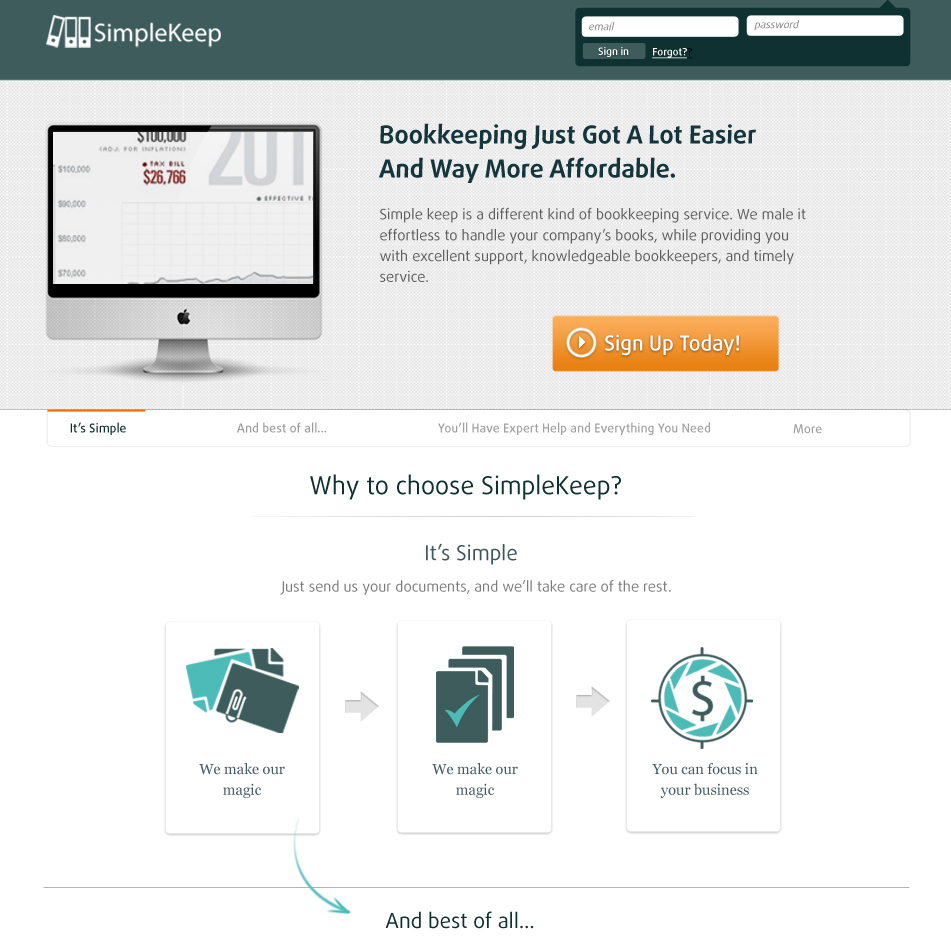 SimpleKeep
email
password
Sign in
Forgot?
$100,000
(ADJ. FOR INFLATION)
201
TAX BILL
$26,766
$100,000
EFFECTIVE T
$90,000
$80,000
$70,000
Bookkeeping Just Got A Lot Easier
And Way More Affordable.
Simple keep is a different kind of bookkeeping service. We male it
effortless to handle your company's books, while providing you
with excellent support, knowledgeable bookkeepers, and timely
service.
Sign Up Today!
It's Simple
And best of all...
You'll Have Expert Help and Everything You Need
More
Why to choose SimpleKeep?
It's Simple
Just send us your documents, and we'll take care of the rest.
We make our
magic
We make our
magic
$
You can focus in
your business
And best of all...